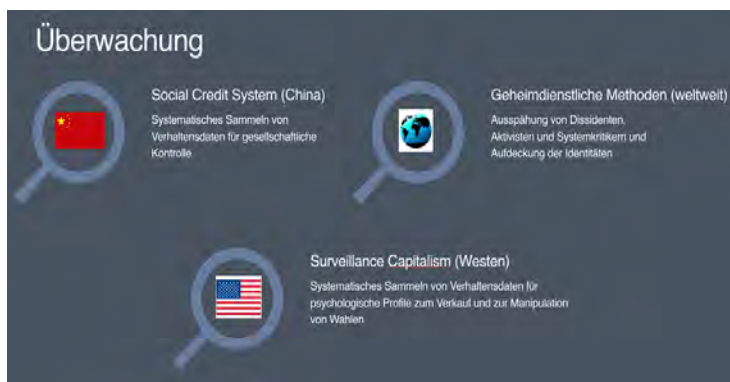 Überwachung
Social Credit System (China)
Systematisches Sammeln von
Verhaltensdaten für gesellschaftliche
Kontrolle
Geheimdienstliche Methoden (weltweit)
Ausspähung von Dissidenten,
Aktivisten und Systemkritikern und
Aufdeckung der Identitäten
Surveillance Capitalism (Westen)
Systematisches Sammeln von Verhaltensdaten für
psychologische Profile zum Verkauf und zur Manipulation
von Wahlen